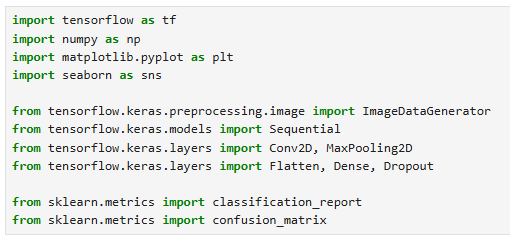 import tensorflow as tf
import numpy as np
import matplotlib.pyplot as plt
import seaborn as sns
from tensorflow.keras.preprocessing.image import ImageDataGenerator
from tensorflow.keras.models import Sequential
from tensorflow.keras.layers import Conv2D, MaxPooling2D
from tensorflow.keras.layers import Flatten, Dense, Dropout
from sklearn.metrics import classification_report
from sklearn.metrics import confusion_matrix